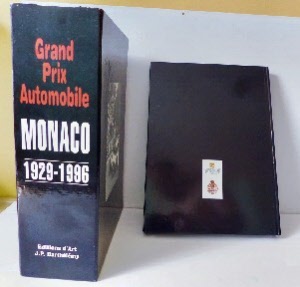 Grand
Prix
Automobile
MONACO
1929-1996
Editions d'Art
J.P. Barthélémy